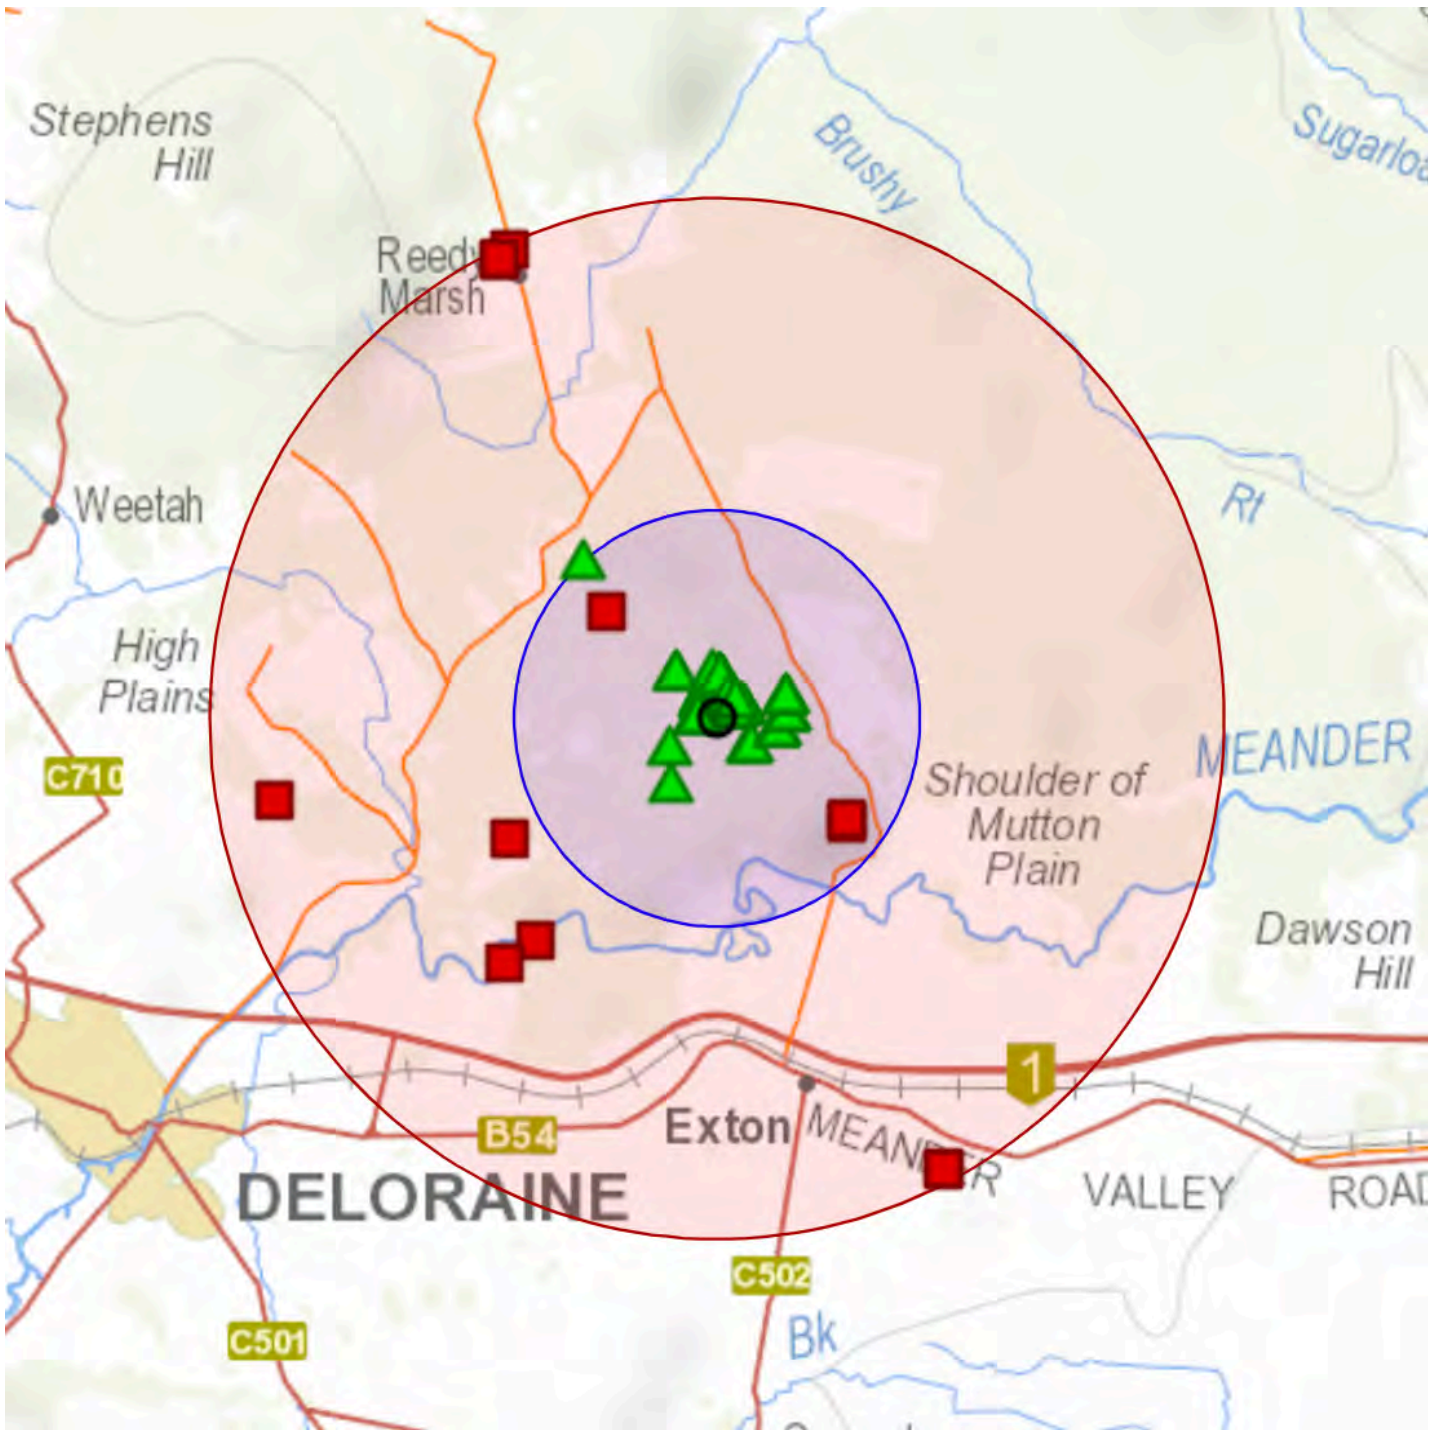 Stephens
Hill
Brushy
Sugarloa
Reedy
Marsh
Weetah
Rt
High
Plains
C710
MEANDER
Shoulder of
Mutton
Plain
Dawson
Hill
1
B54
Exton
MEANDER
VALLEY
ROAD
DELORAINE
C502
C501
Bk